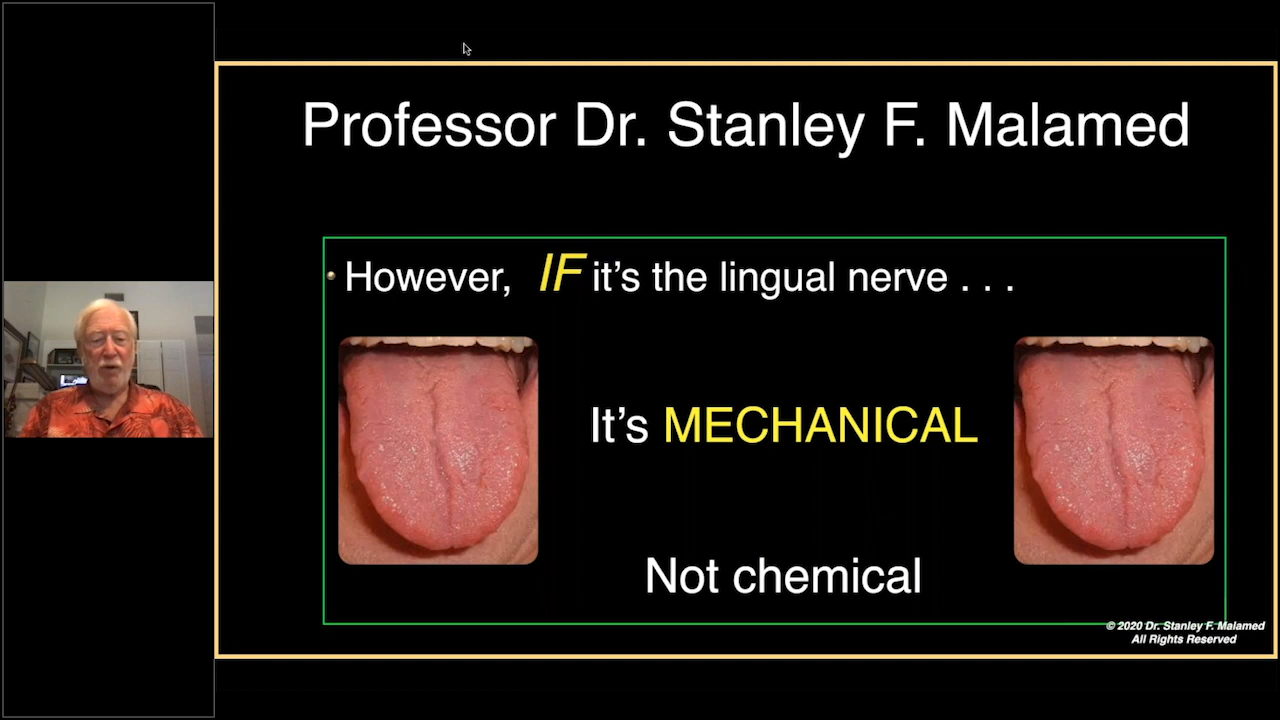 Professor Dr. Stanley F. Malamed
• However, IF it’s the lingual nerve . . .
It’s MECHANICAL
Not chemical
© 2020 Dr. Stanley F. Malamed
All Rights Reserved